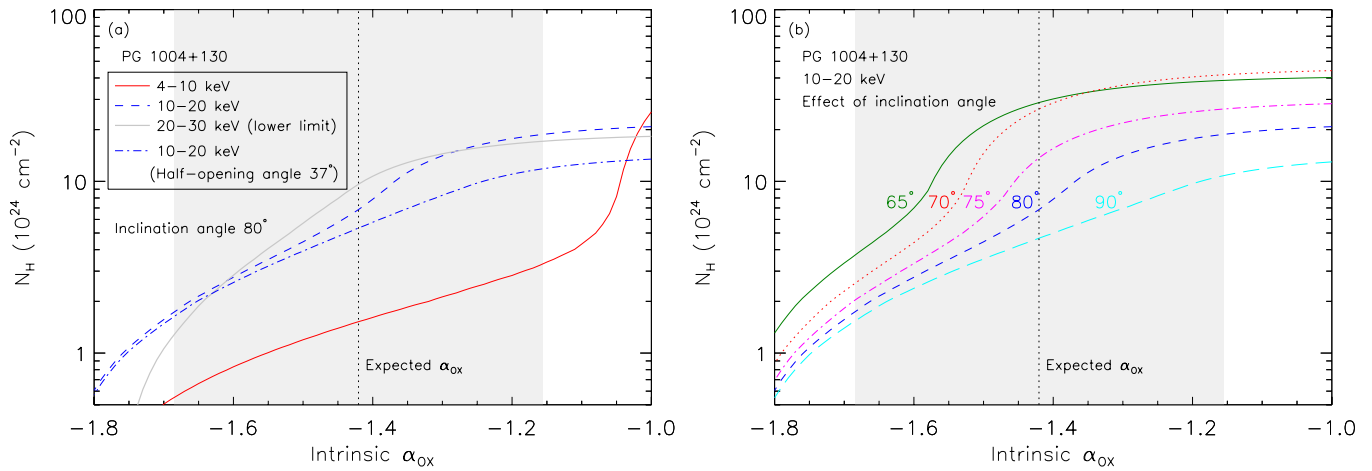 (a)
PG 1004+130
4−10 keV
10−20 keV
20−30 keV (lower limit)
10−20 keV
(Half−opening angle 37°)
Inclination angle 80°
Expected αOX
100
10
1
NH (10^24 cm^−2)
−1.8 −1.6 −1.4 −1.2 −1.0
Intrinsic αOX
(b)
PG 1004+130
10−20 keV
Effect of inclination angle
65° 70° 75° 80° 90°
Expected αOX
100
10
1
NH (10^24 cm^−2)
−1.8 −1.6 −1.4 −1.2 −1.0
Intrinsic αOX